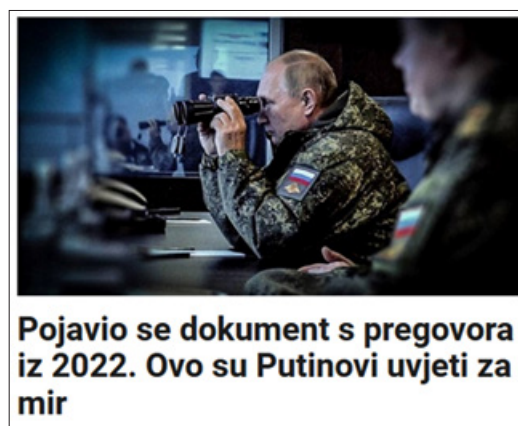 Pojavio se dokument s pregovora
iz 2022. Ovo su Putinovi uvjeti za
mir